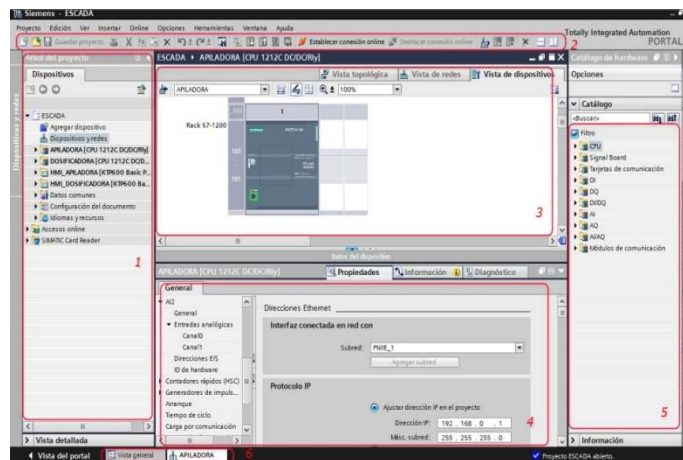 Siemens - ESCADA
Proyecto Edición Ver Insertar Online Opciones Herramientas Ventana Ayuda
Totally Integrated Automation
PORTAL
Guardar proyecto
Establecer conexión online
Deshacer conexión online
2
Árbol del proyecto
ESCADA APILADORA [CPU 1212C DC/DC/Rly]
Catálogo de hardware
Dispositivos
Vista topológica
Vista de redes
Vista de dispositivos
Opciones
APILADORA
100%
Catálogo
<Buscar>
Filtro
Dispositivos y redes
ESCADA
Agregar dispositivo
Dispositivos y redes
APILADORA [CPU 1212C DC/DC/Rly]
DOSIFICADORA [CPU 1212C DC/D...
HMI_APILADORA [KTP600 Basic P...
HMI_DOSIFICADORA [KTP600 Ba...
Datos comunes
Configuración del documento
Idiomas y recursos
Accesos online
SIMATIC Card Reader
1
Rack S7-1200
1
103
101
3
CPU
Signal Board
Tarjetas de comunicación
DI
DQ
DI/DQ
AI
AQ
AI/AQ
Módulos de comunicación
5
Datos del dispositivo
APILADORA [CPU 1212C DC/DC/Rly]
Propiedades
Información
Diagnóstico
General
AI2
General
Entradas analógicas
Canal0
Canal1
Direcciones E/S
ID de hardware
Contadores rápidos (HSC)
Generadores de impuls...
Arranque
Tiempo de ciclo
Carga por comunicación
Direcciones Ethernet
Interfaz conectada en red con
Subred: PN/IE_1
Agregar subred
Protocolo IP
Ajustar dirección IP en el proyecto
Dirección IP: 192 . 168 . 0 . 1
Másc. subred: 255 . 255 . 255 . 0
4
Vista detallada
Información
Vista del portal
Vista general
APILADORA
6
Proyecto ESCADA abierto.